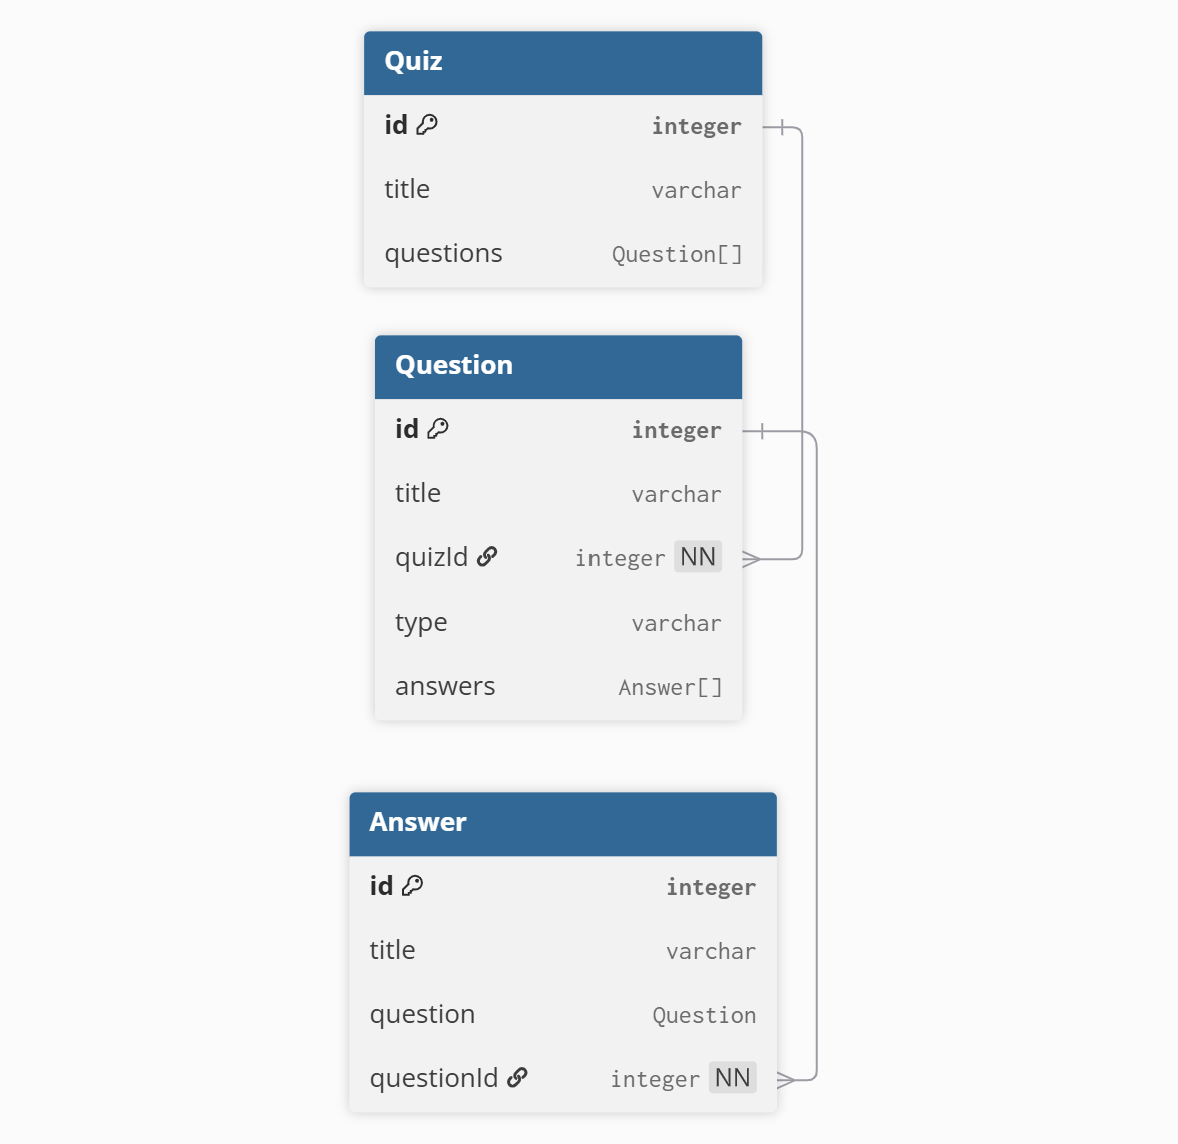 Quiz
id integer
title varchar
questions Question[]
Question
id integer
title varchar
quizId integer NN
type varchar
answers Answer[]
Answer
id integer
title varchar
question Question
questionId integer NN